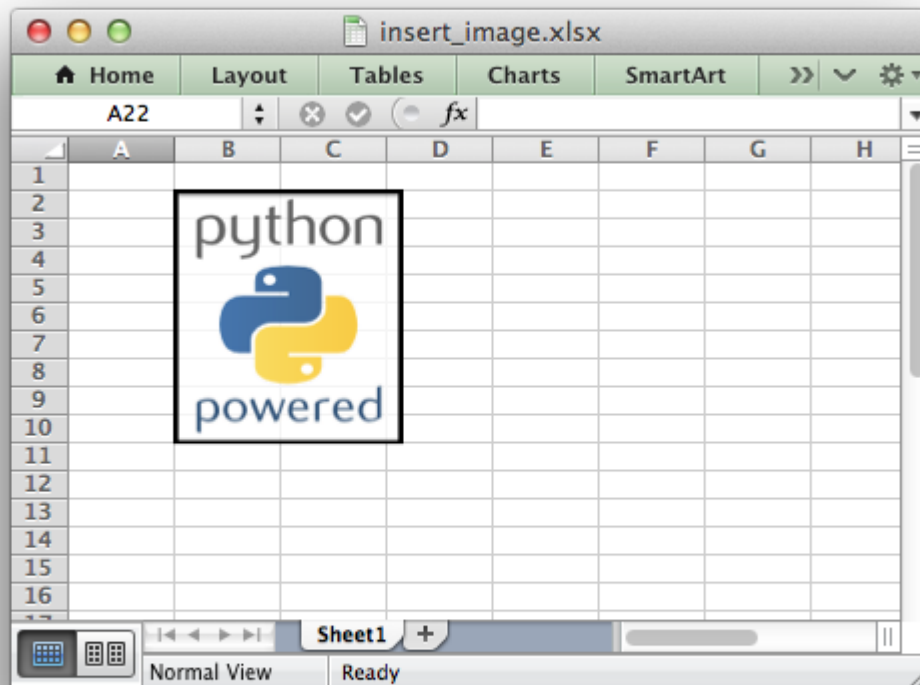 insert_image.xlsx
Home Layout Tables Charts SmartArt
A22 fx
A B C D E F G H
1
2
3
4
5
6
7
8
9
10
11
12
13
14
15
16
17
python
powered
Sheet1 +
Normal View Ready